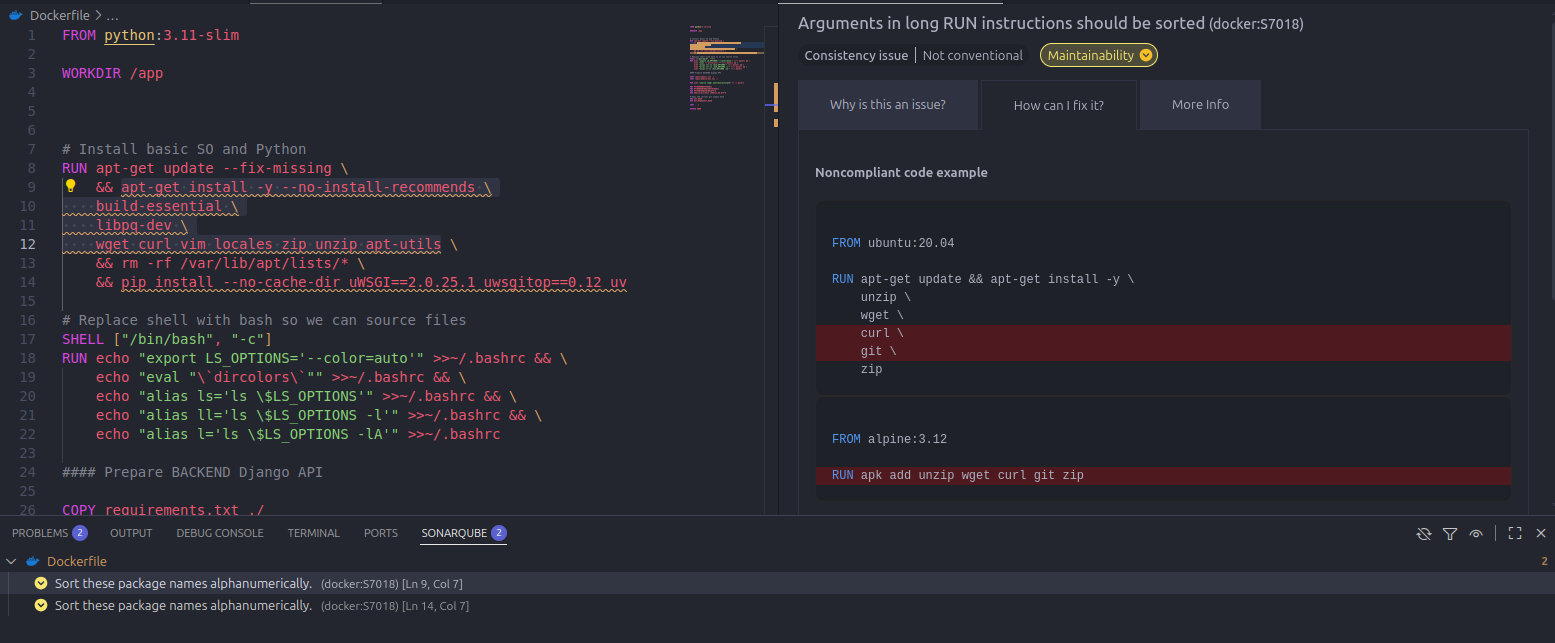 Dockerfile > ...
1 FROM python:3.11-slim
2
3 WORKDIR /app
4
5
6
7 # Install basic SO and Python
8 RUN apt-get update --fix-missing \
9 && apt-get install -y --no-install-recommends \
10 build-essential \
11 libpq-dev \
12 wget curl vim locales zip unzip apt-utils \
13 && rm -rf /var/lib/apt/lists/* \
14 && pip install --no-cache-dir uWSGI==2.0.25.1 uwsgitop==0.12 uv
15
16 # Replace shell with bash so we can source files
17 SHELL ["/bin/bash", "-c"]
18 RUN echo "export LS_OPTIONS='--color=auto'" >>~/.bashrc && \
19 echo "eval "\`dircolors\`"" >>~/.bashrc && \
20 echo "alias ls='ls \$LS_OPTIONS'" >>~/.bashrc && \
21 echo "alias ll='ls \$LS_OPTIONS -l'" >>~/.bashrc && \
22 echo "alias l='ls \$LS_OPTIONS -lA'" >>~/.bashrc
23
24 #### Prepare BACKEND Django API
25
26 COPY requirements.txt ./
Arguments in long RUN instructions should be sorted (docker:S7018)
Consistency issue | Not conventional Maintainability
Why is this an issue? How can I fix it? More Info
Noncompliant code example
FROM ubuntu:20.04
RUN apt-get update && apt-get install -y \
unzip \
wget \
curl \
git \
zip
FROM alpine:3.12
RUN apk add unzip wget curl git zip
PROBLEMS 2 OUTPUT DEBUG CONSOLE TERMINAL PORTS SONARQUBE 2
Dockerfile 2
Sort these package names alphanumerically. (docker:S7018) [Ln 9, Col 7]
Sort these package names alphanumerically. (docker:S7018) [Ln 14, Col 7]